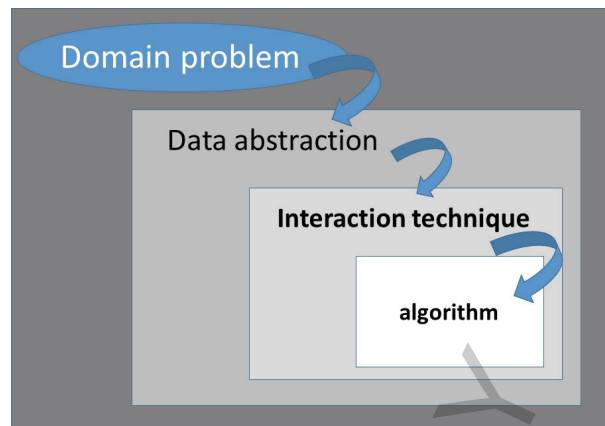 Domain problem
Data abstraction
Interaction technique
algorithm